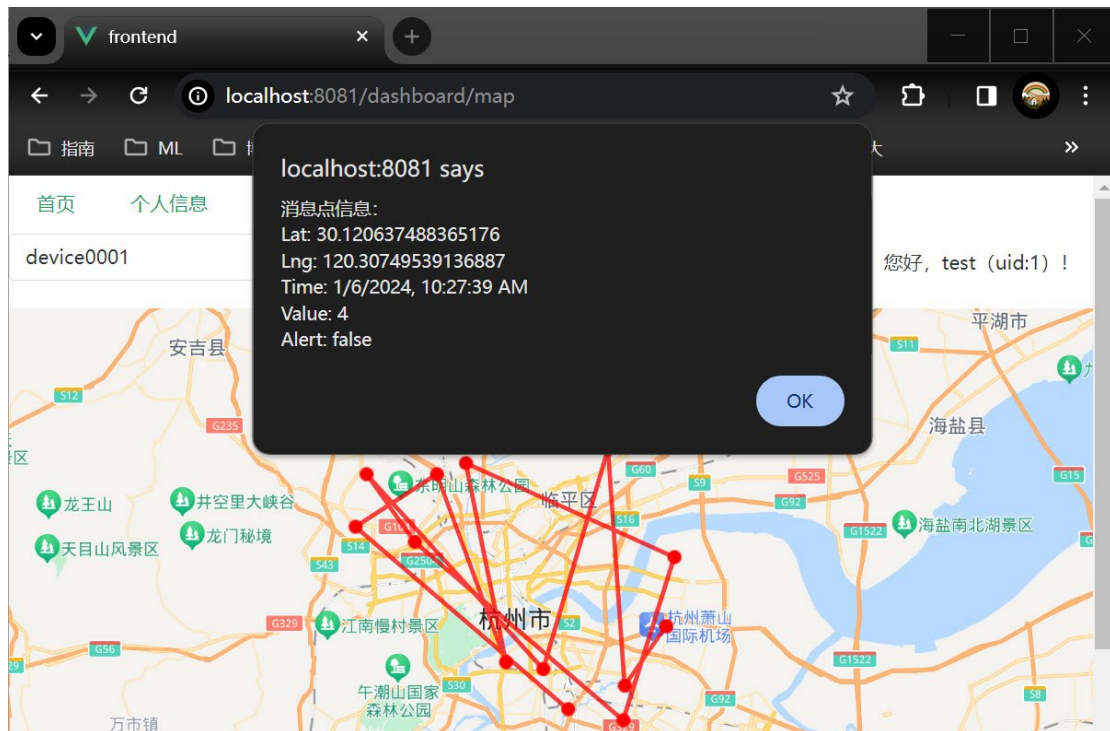 frontend
localhost:8081/dashboard/map
指南
ML
大
localhost:8081 says
消息点信息：
Lat: 30.120637488365176
Lng: 120.30749539136887
Time: 1/6/2024, 10:27:39 AM
Value: 4
Alert: false
OK
首页
个人信息
device0001
您好，test（uid:1）!
平湖市
安吉县
S11
S12
G235
海盐县
区
G60
G525
G15
东明山森林公园
临平区
S9
G92
龙王山
井空里大峡谷
S16
G1522
海盐南北湖景区
龙门秘境
天目山风景区
S14
S43
G2504
G329
江南慢村景区
杭州市
S2
杭州萧山
国际机场
G56
29
G1522
午潮山国家
森林公园
S30
G92
S8
万市镇
G329